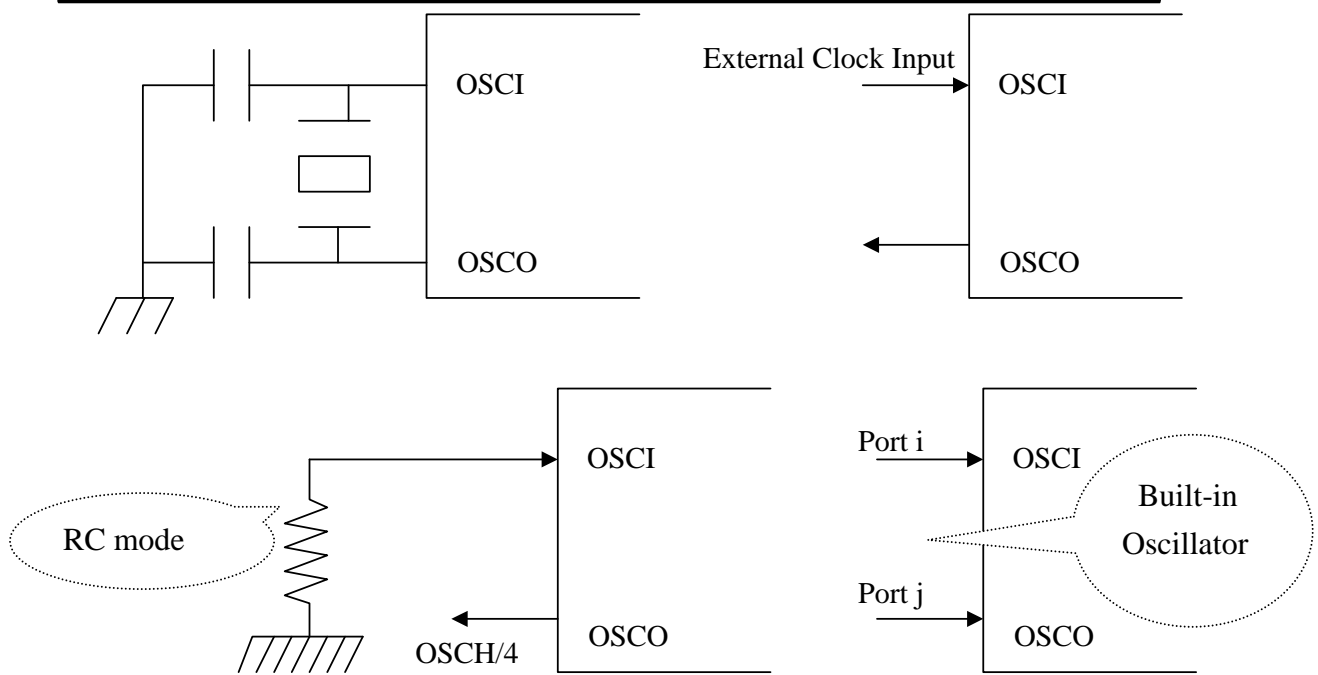 OSCI
OSCO
External Clock Input
OSCI
OSCO
RC mode
OSCI
OSCO
OSCH/4
Port i
OSCI
Built-in
Oscillator
Port j
OSCO